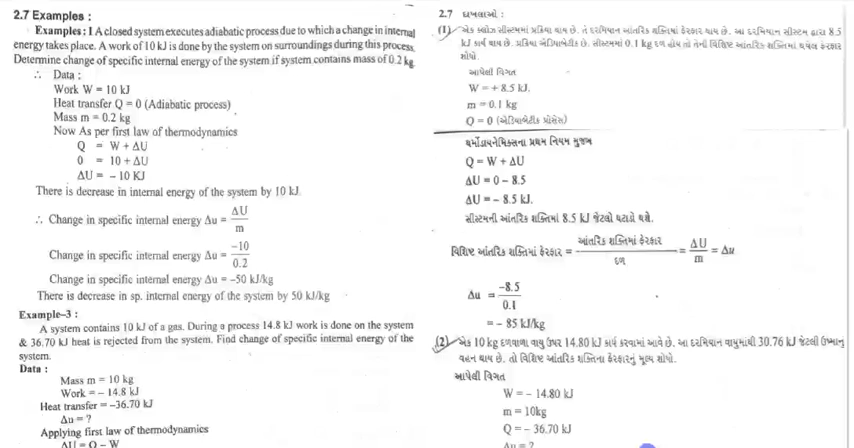 2.7 Examples :
Examples: 1 A closed system executes adiabatic process due to which a change in internal
energy takes place. A work of 10 kJ is done by the system on surroundings during this process.
Determine change of specific internal energy of the system if system contains mass of 0.2 kg.
∴ Data :
Work W = 10 kJ
Heat transfer Q = 0 (Adiabatic process)
Mass m = 0.2 kg
Now As per first law of thermodynamics
Q = W + ΔU
0 = 10 + ΔU
ΔU = – 10 KJ
There is decrease in internal energy of the system by 10 kJ.
∴ Change in specific internal energy Δu = ΔU / m
Change in specific internal energy Δu = –10 / 0.2
Change in specific internal energy Δu = –50 kJ/kg
There is decrease in sp. internal energy of the system by 50 kJ/kg
Example–3 :
A system contains 10 kJ of a gas. During a process 14.8 kJ work is done on the system
& 36.70 kJ heat is rejected from the system. Find change of specific internal energy of the
system.
Data :
Mass m = 10 kg
Work = – 14.8 kJ
Heat transfer = –36.70 kJ
Δu = ?
Applying first law of thermodynamics
ΔU = Q – W
2.7 દાખલાઓ :
(1) એક ક્લોઝ સીસ્ટમમાં પ્રક્રિયા થાય છે. તે દરમિયાન આંતરિક શક્તિમાં ફેરફાર થાય છે. આ દરમિયાન સીસ્ટમ દ્વારા 8.5
kJ કાર્ય થાય છે. પ્રક્રિયા એડિયાબેટીક છે. સીસ્ટમમાં 0.1 kg દળ હોય તો તેની વિશિષ્ટ આંતરિક શક્તિમાં થયેલ ફેરફાર
શોધો.
આપેલી વિગત
W = + 8.5 kJ.
m = 0.1 kg
Q = 0 (એડિયાબેટીક પ્રોસેસ)
થર્મોડાયનેમિક્સના પ્રથમ નિયમ મુજબ
Q = W + ΔU
ΔU = 0 – 8.5
ΔU = – 8.5 kJ.
સીસ્ટમની આંતરિક શક્તિમાં 8.5 kJ જેટલો ઘટાડો થશે.
વિશિષ્ટ આંતરિક શક્તિમાં ફેરફાર = આંતરિક શક્તિમાં ફેરફાર / દળ = ΔU / m = Δu
Δu = –8.5 / 0.1
= – 85 kJ/kg
(2) એક 10 kg દળવાળા વાયુ ઉપર 14.80 kJ કાર્ય કરવામાં આવે છે. આ દરમિયાન વાયુમાથી 30.76 kJ જેટલી ઉષ્માનુ
વહન થાય છે. તો વિશિષ્ટ આંતરિક શક્તિના ફેરફારનું મૂલ્ય શોધો.
આપેલી વિગત
W = – 14.80 kJ
m = 10kg
Q = – 36.70 kJ
Δu = ?